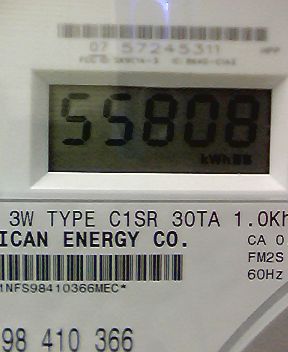 07 57245311
55808
kWh
3W TYPE C1SR 30TA 1.0Kh
ICAN ENERGY CO.
CA 0
FM2S
60Hz
1NFS98410366MEC*
98 410 366